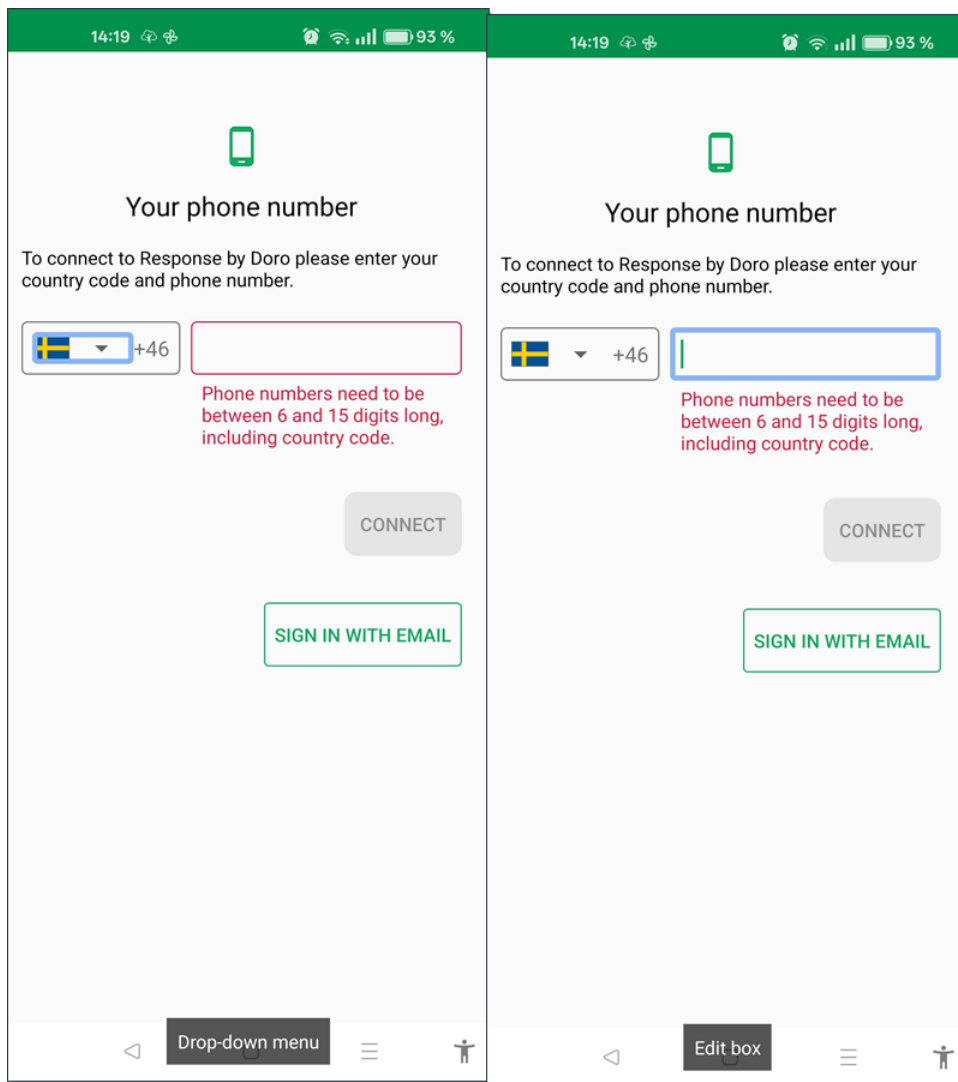 14:19
93 %
Your phone number
To connect to Response by Doro please enter your
country code and phone number.
+46
Phone numbers need to be
between 6 and 15 digits long,
including country code.
CONNECT
SIGN IN WITH EMAIL
Drop-down menu
14:19
93 %
Your phone number
To connect to Response by Doro please enter your
country code and phone number.
+46
Phone numbers need to be
between 6 and 15 digits long,
including country code.
CONNECT
SIGN IN WITH EMAIL
Edit box